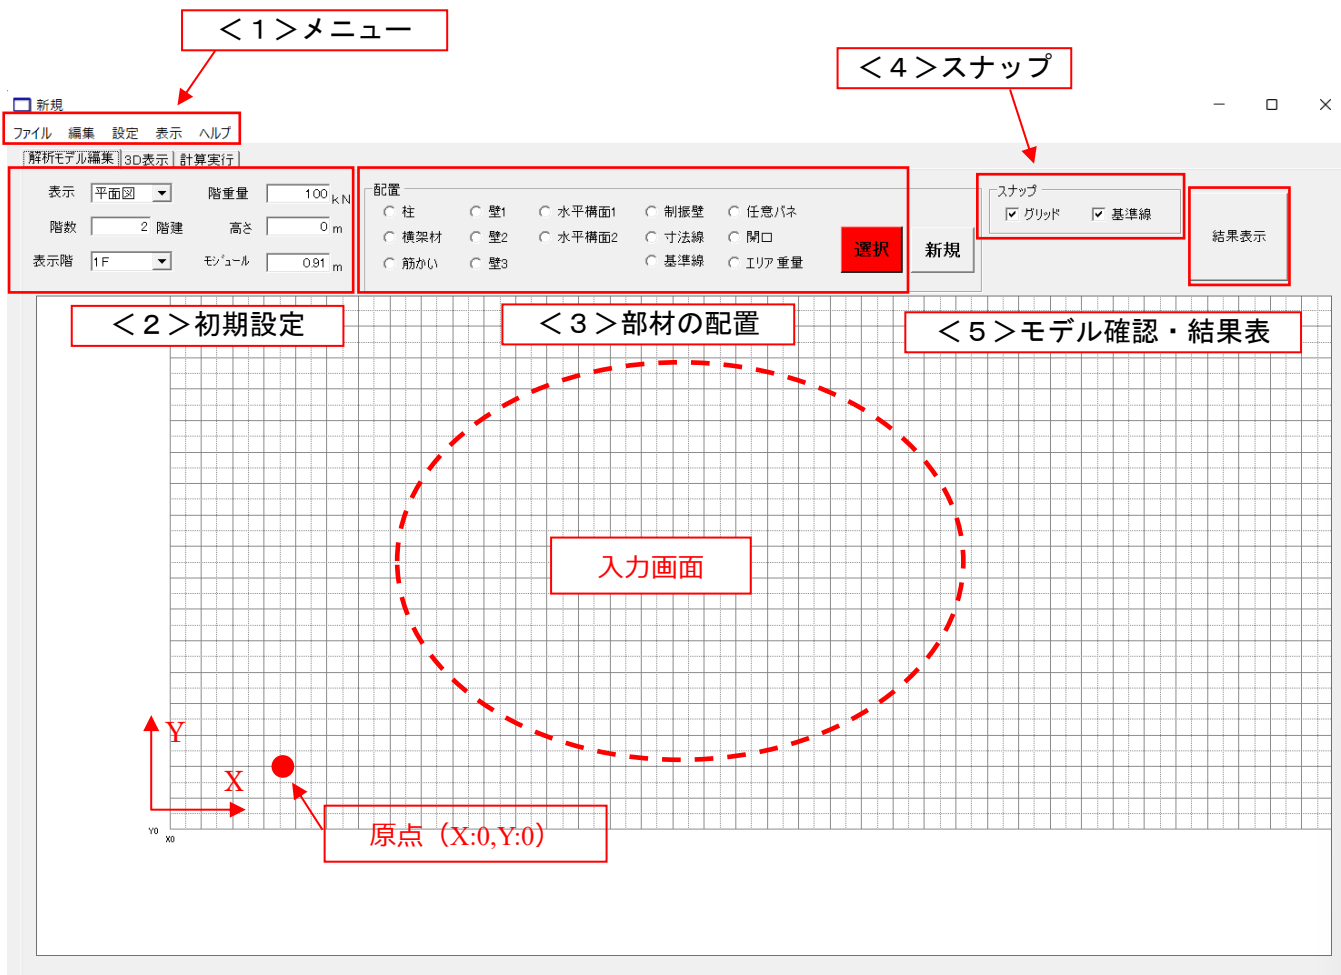 ＜１＞メニュー
＜４＞スナップ
新規
ファイル 編集 設定 表示 ヘルプ
解析モデル編集 3D表示 計算実行
表示 平面図 階重量 100 kN
階数 2 階建 高さ 0 m
表示階 1F ﾓｼﾞｭｰﾙ 0.91 m
配置
柱 壁1 水平構面1 制振壁 任意バネ
横架材 壁2 水平構面2 寸法線 開口
筋かい 壁3 基準線 ｴﾘｱ重量
選択 新規
スナップ
グリッド 基準線
結果表示
＜２＞初期設定
＜３＞部材の配置
＜５＞モデル確認・結果表
入力画面
Y
X
原点（X:0,Y:0）
Y0
X0